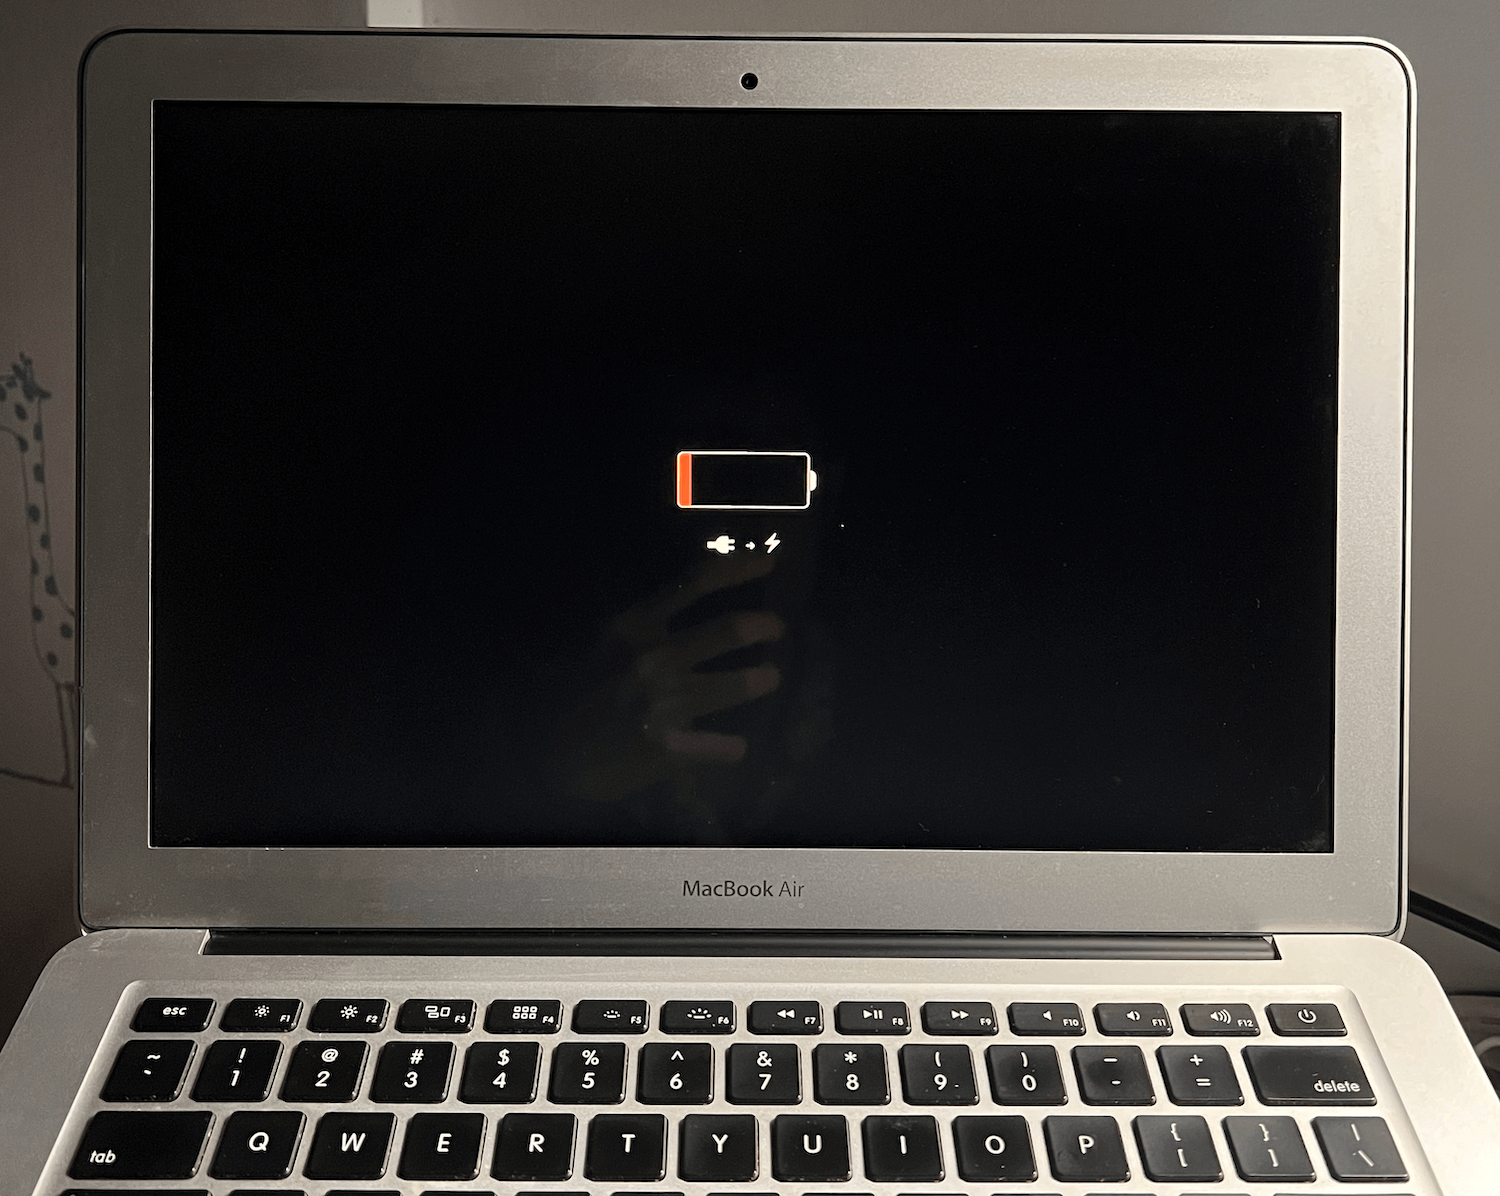 MacBook Air
esc F1 F2 F3 F4 F5 F6 F7 F8 F9 F10 F11 F12
~ ! @ # $ % ^ & * ( ) – +
` 1 2 3 4 5 6 7 8 9 0 - = delete
{ } |
tab Q W E R T Y U I O P [ ] \